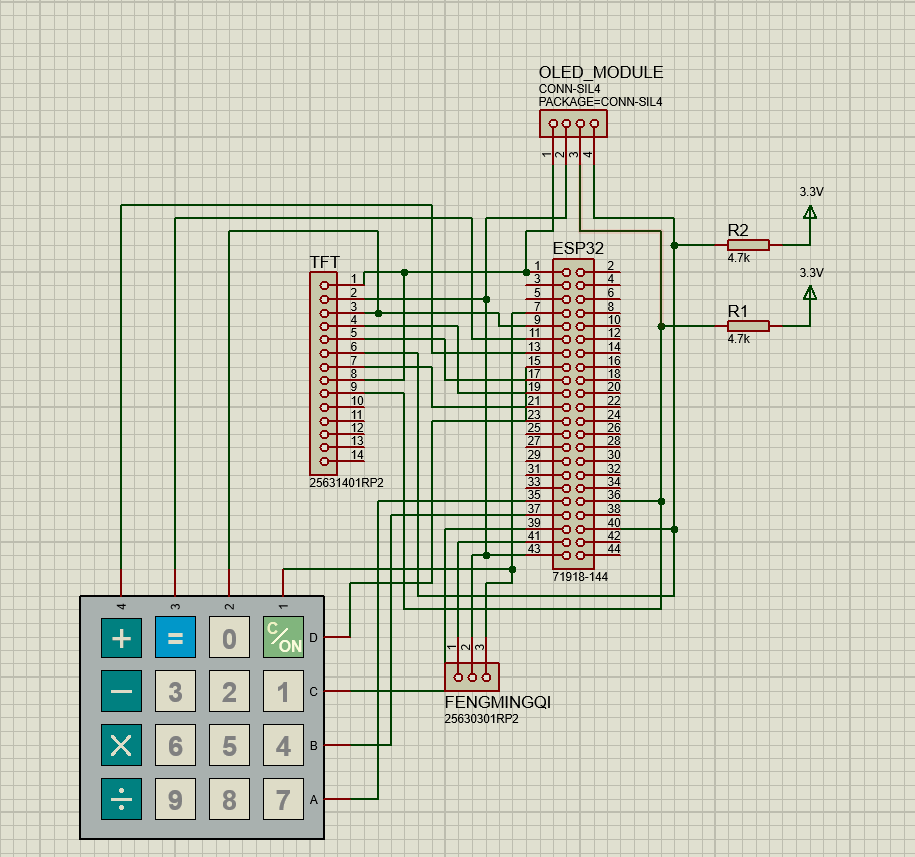 OLED_MODULE
CONN-SIL4
PACKAGE=CONN-SIL4
1 2 3 4
3.3V
R2
4.7k
3.3V
R1
4.7k
TFT
1
2
3
4
5
6
7
8
9
10
11
12
13
14
25631401RP2
ESP32
1 2
3 4
5 6
7 8
9 10
11 12
13 14
15 16
17 18
19 20
21 22
23 24
25 26
27 28
29 30
31 32
33 34
35 36
37 38
39 40
41 42
43 44
71918-144
4 3 2 1
+ = 0 C/ON D
− 3 2 1 C
× 6 5 4 B
÷ 9 8 7 A
1 2 3
FENGMINGQI
25630301RP2